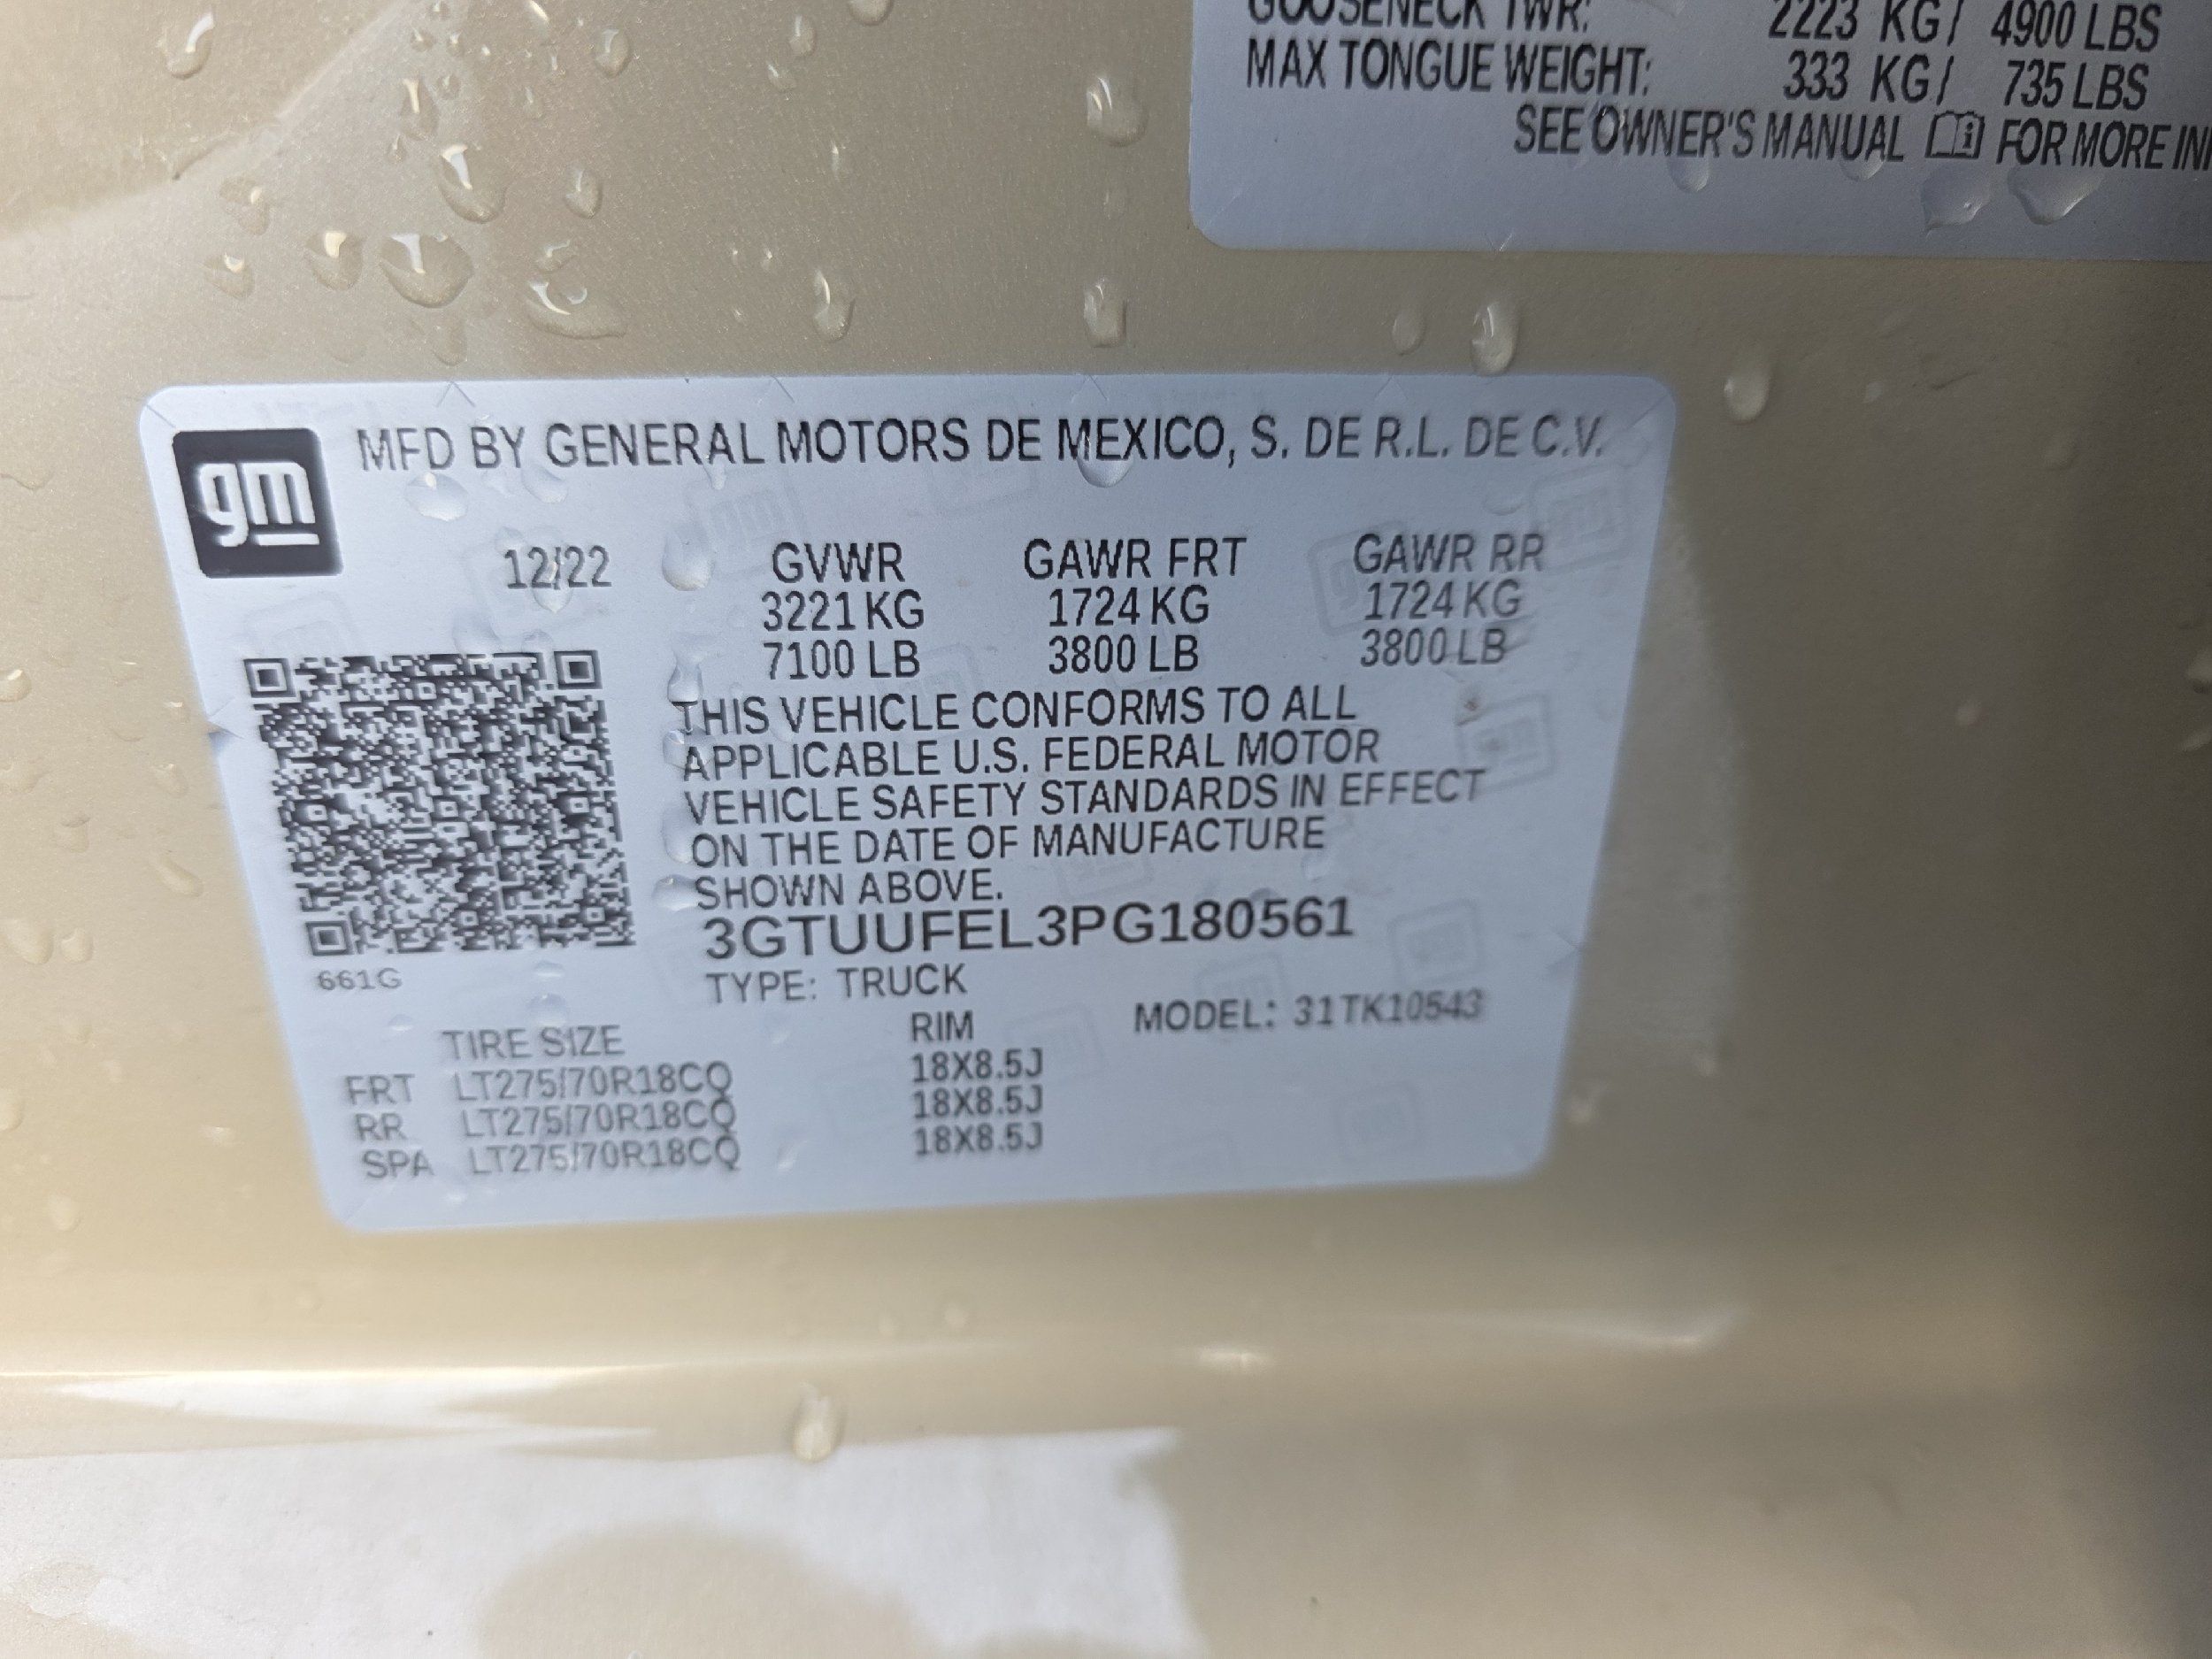 GOOSENECK TWR: 2223 KG/ 4900 LBS
MAX TONGUE WEIGHT: 333 KG/ 735 LBS
SEE OWNER'S MANUAL FOR MORE
gm
MFD BY GENERAL MOTORS DE MEXICO, S. DE R.L. DE C.V.
12/22 GVWR GAWR FRT GAWR RR
3221 KG 1724 KG 1724 KG
7100 LB 3800 LB 3800 LB
THIS VEHICLE CONFORMS TO ALL
APPLICABLE U.S. FEDERAL MOTOR
VEHICLE SAFETY STANDARDS IN EFFECT
ON THE DATE OF MANUFACTURE
SHOWN ABOVE.
3GTUUFEL3PG180561
661G
TYPE: TRUCK
MODEL: 31TK10543
TIRE SIZE RIM
FRT LT275/70R18CQ 18X8.5J
RR LT275/70R18CQ 18X8.5J
SPA LT275/70R18CQ 18X8.5J